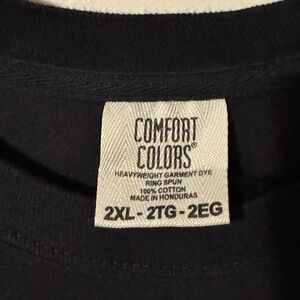 COMFORT
COLORS®
HEAVYWEIGHT GARMENT DYE
RING SPUN
100% COTTON
MADE IN HONDURAS
2XL - 2TG - 2EG